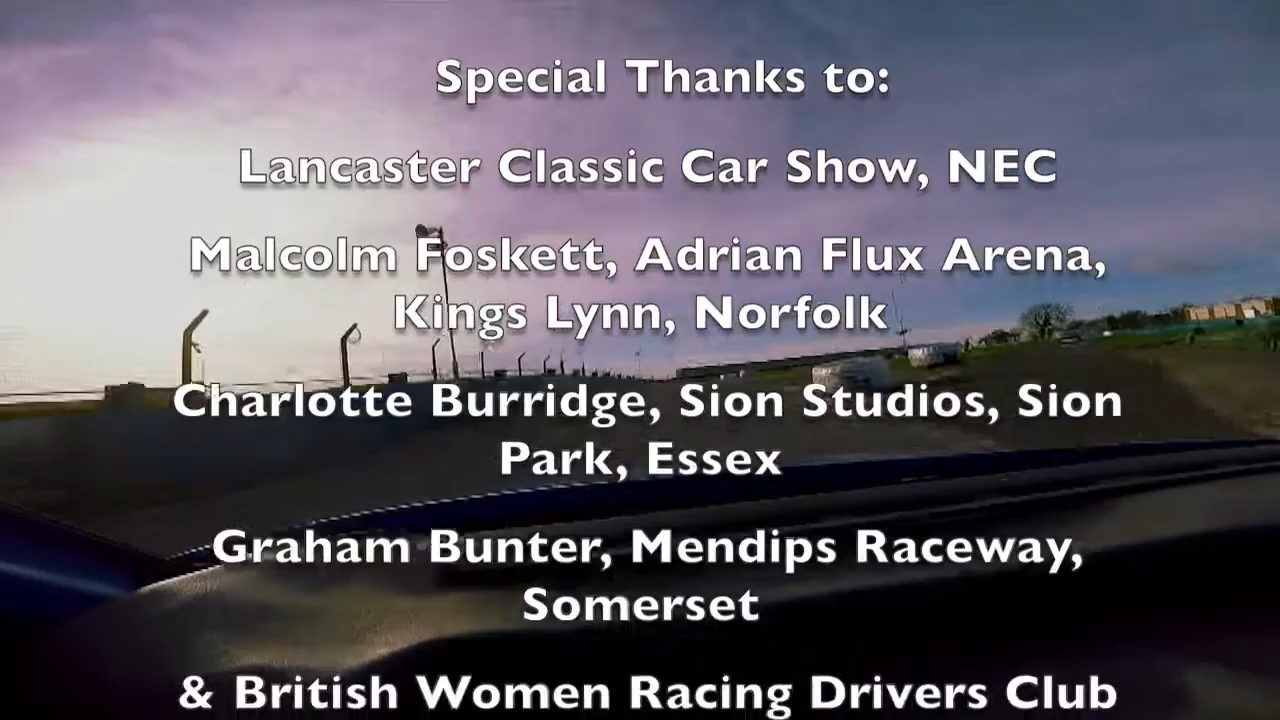 Special Thanks to:
Lancaster Classic Car Show, NEC
Malcolm Foskett, Adrian Flux Arena,
Kings Lynn, Norfolk
Charlotte Burridge, Sion Studios, Sion
Park, Essex
Graham Bunter, Mendips Raceway,
Somerset
& British Women Racing Drivers Club